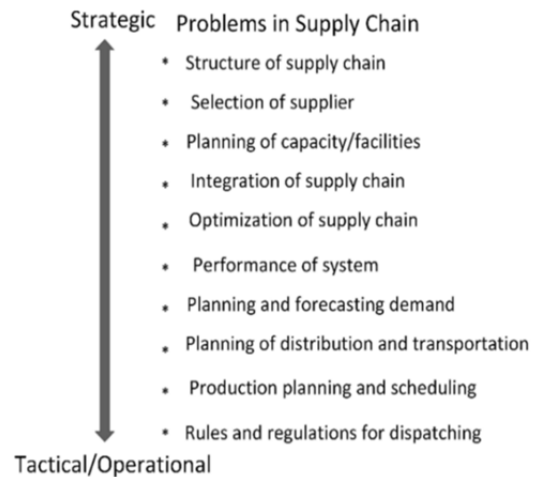 Strategic Problems in Supply Chain
* Structure of supply chain
* Selection of supplier
* Planning of capacity/facilities
* Integration of supply chain
* Optimization of supply chain
* Performance of system
* Planning and forecasting demand
* Planning of distribution and transportation
* Production planning and scheduling
* Rules and regulations for dispatching
Tactical/Operational